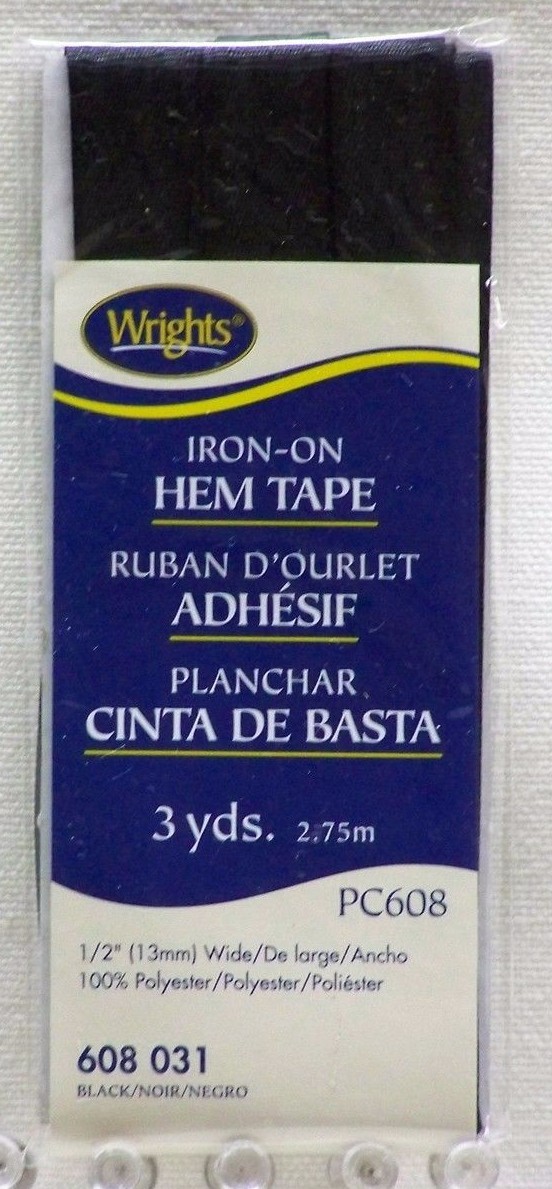 Wrights®
IRON-ON
HEM TAPE
RUBAN D'OURLET
ADHÉSIF
PLANCHAR
CINTA DE BASTA
3 yds. 2.75m
PC608
1/2" (13mm) Wide/De large/Ancho
100% Polyester/Polyester/Poliéster
608 031
BLACK/NOIR/NEGRO